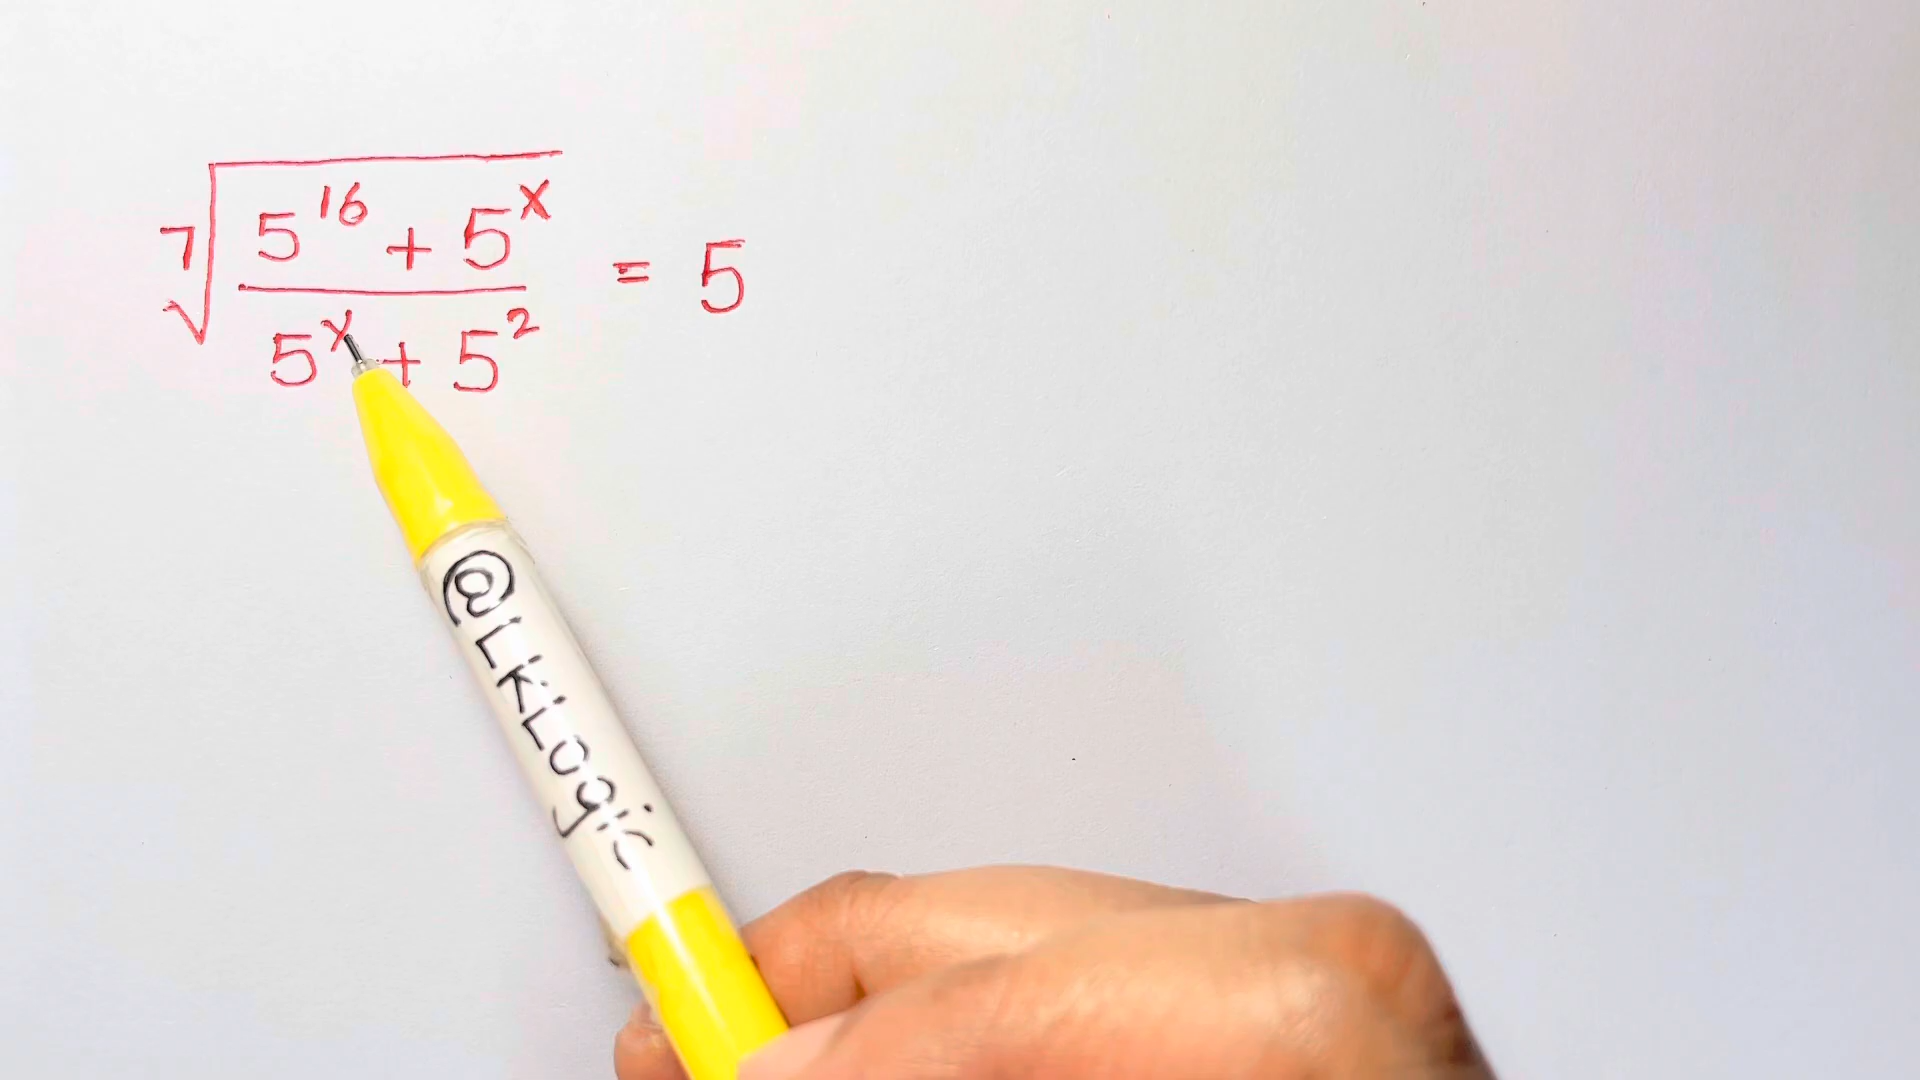 ⁷√((5¹⁶ + 5ˣ)/(5ˣ + 5²)) = 5
@LKLogic